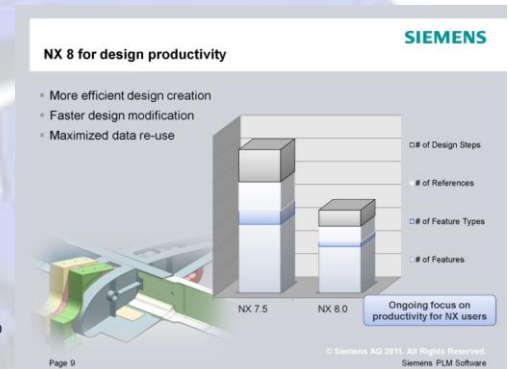 SIEMENS
NX 8 for design productivity
More efficient design creation
Faster design modification
Maximized data re-use
# of Design Steps
# of References
# of Feature Types
# of Features
NX 7.5
NX 8.0
Ongoing focus on
productivity for NX users
© Siemens AG 2011. All Rights Reserved.
Page 9
Siemens PLM Software